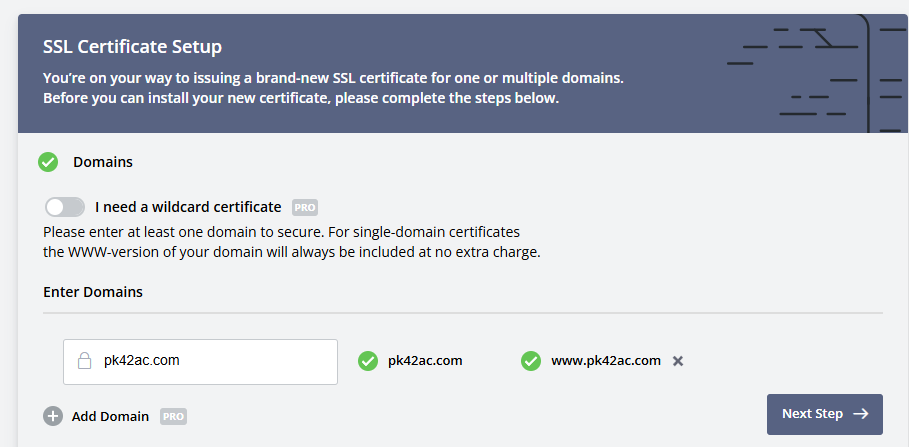 SSL Certificate Setup
You're on your way to issuing a brand-new SSL certificate for one or multiple domains.
Before you can install your new certificate, please complete the steps below.
Domains
I need a wildcard certificate PRO
Please enter at least one domain to secure. For single-domain certificates
the WWW-version of your domain will always be included at no extra charge.
Enter Domains
pk42ac.com pk42ac.com www.pk42ac.com
Add Domain PRO
Next Step